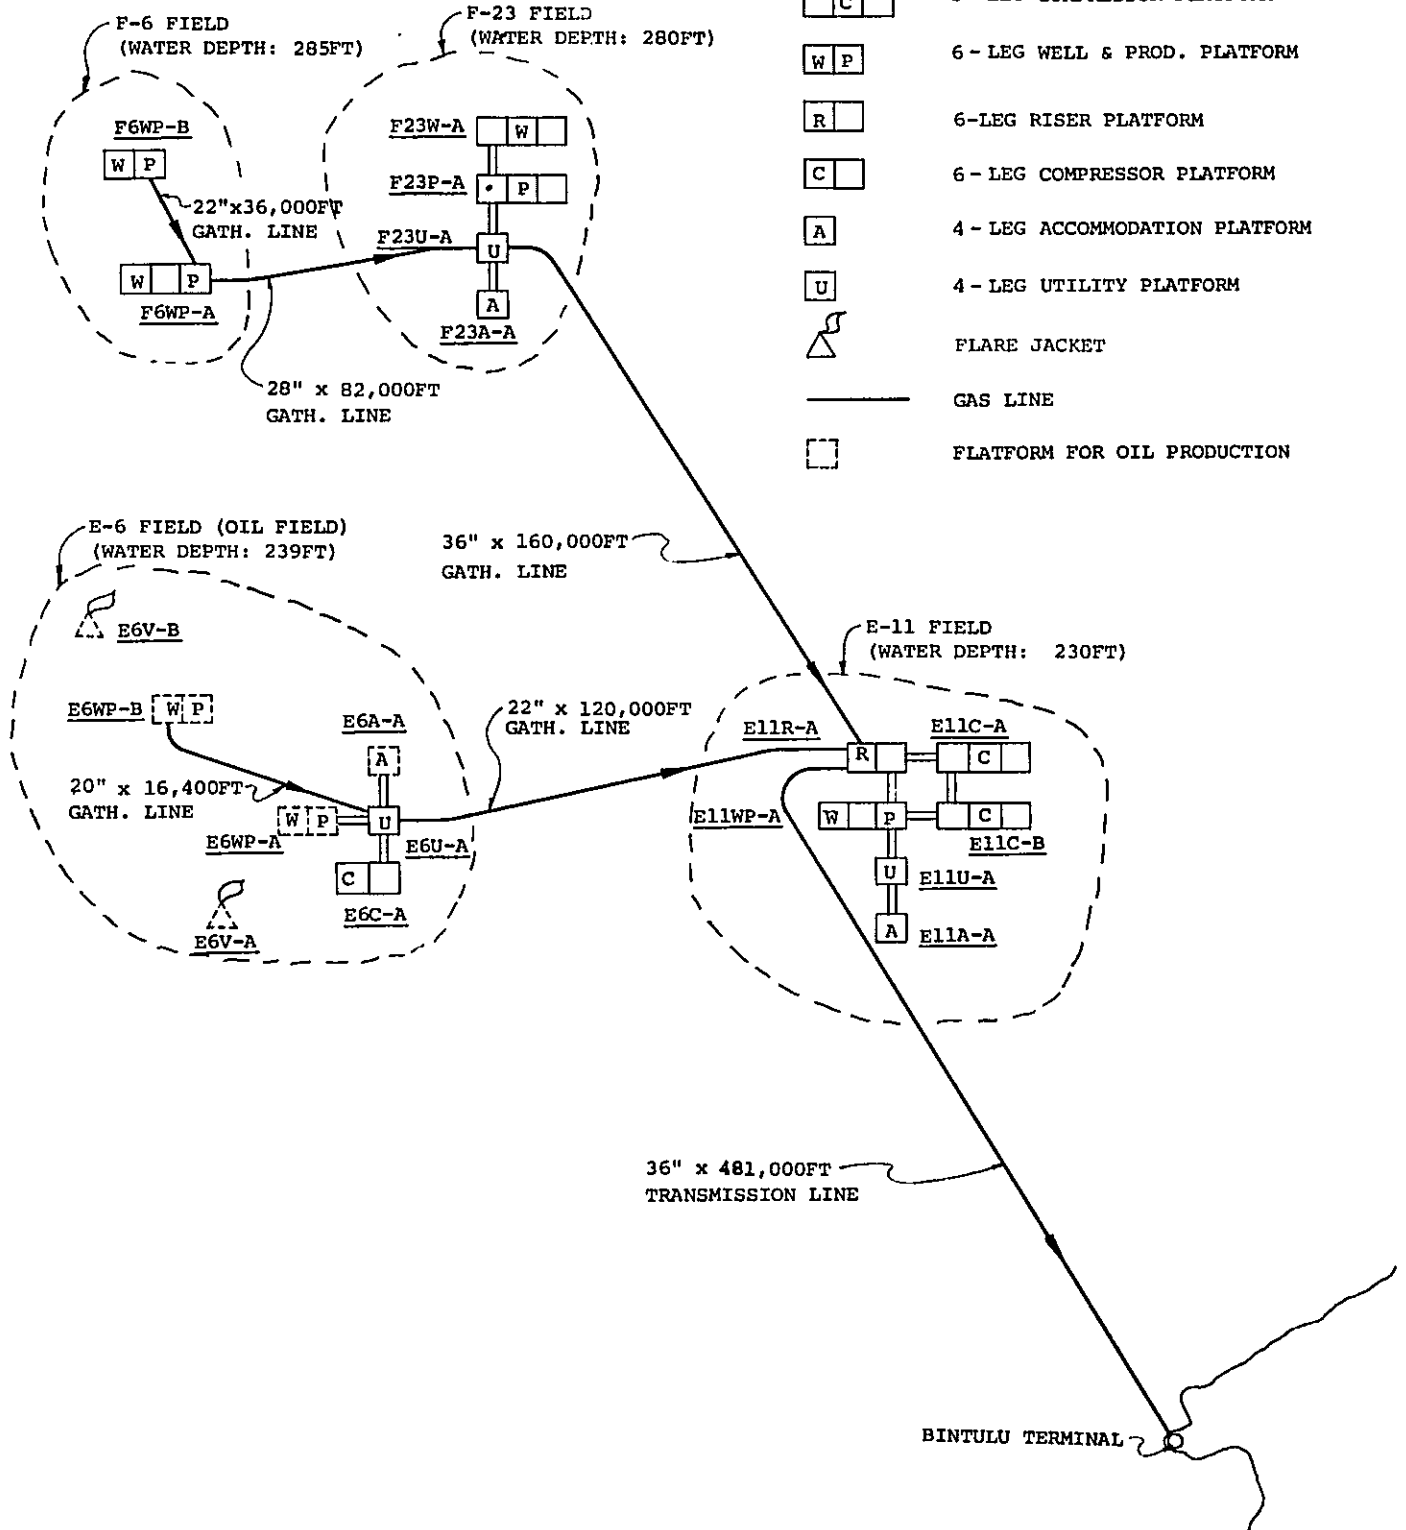 F-6 FIELD
(WATER DEPTH: 285FT)
F-23 FIELD
(WATER DEPTH: 280FT)
F6WP-B
W P
22"x36,000FT
GATH. LINE
W P
F6WP-A
28" x 82,000FT
GATH. LINE
F23W-A
W
F23P-A
P
F23U-A
U
A
F23A-A
C
W P
6-LEG WELL & PROD. PLATFORM
R
6-LEG RISER PLATFORM
C
6-LEG COMPRESSOR PLATFORM
A
4-LEG ACCOMMODATION PLATFORM
U
4-LEG UTILITY PLATFORM
FLARE JACKET
GAS LINE
FLATFORM FOR OIL PRODUCTION
36" x 160,000FT
GATH. LINE
E-6 FIELD (OIL FIELD)
(WATER DEPTH: 239FT)
E6V-B
E6WP-B
W P
20" x 16,400FT
GATH. LINE
E6A-A
A
22" x 120,000FT
GATH. LINE
W P
E6WP-A
U
E6U-A
C
E6C-A
E6V-A
E-11 FIELD
(WATER DEPTH: 230FT)
E11R-A
R
E11C-A
C
E11WP-A
W P
C
E11C-B
U
E11U-A
A
E11A-A
36" x 481,000FT
TRANSMISSION LINE
BINTULU TERMINAL